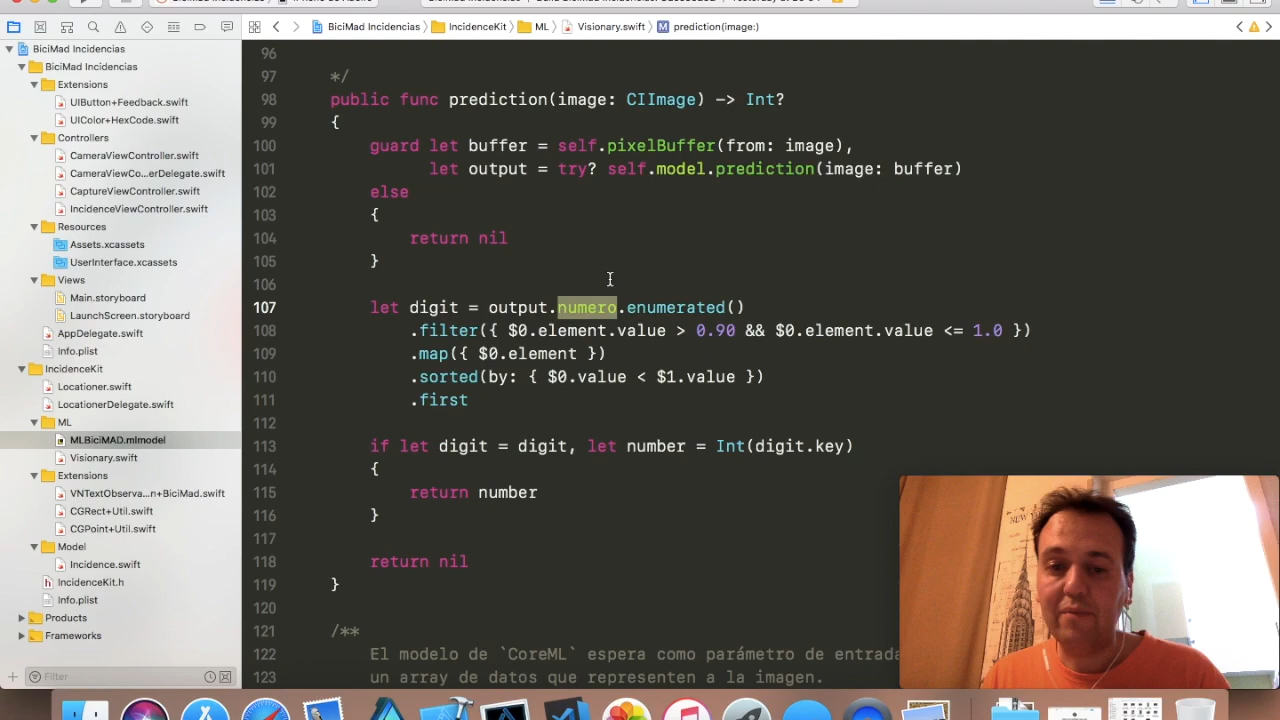 BiciMad Incidencias
IncidenceKit
ML
Visionary.swift
M
prediction(image:)
BiciMad Incidencias
BiciMad Incidencias
Extensions
UIButton+Feedback.swift
UIColor+HexCode.swift
Controllers
CameraViewController.swift
CameraViewCo...erDelegate.swift
CaptureViewController.swift
IncidenceViewController.swift
Resources
Assets.xcassets
UserInterface.xcassets
Views
Main.storyboard
LaunchScreen.storyboard
AppDelegate.swift
Info.plist
IncidenceKit
Locationer.swift
LocationerDelegate.swift
ML
MLBiciMAD.mlmodel
Visionary.swift
Extensions
VNTextObserva...n+BiciMad.swift
CGRect+Util.swift
CGPoint+Util.swift
Model
Incidence.swift
IncidenceKit.h
Info.plist
Products
Frameworks
Filter
96
97 */
98 public func prediction(image: CIImage) -> Int?
99 {
100 guard let buffer = self.pixelBuffer(from: image),
101 let output = try? self.model.prediction(image: buffer)
102 else
103 {
104 return nil
105 }
106
107 let digit = output.numero.enumerated()
108 .filter({ $0.element.value > 0.90 && $0.element.value <= 1.0 })
109 .map({ $0.element })
110 .sorted(by: { $0.value < $1.value })
111 .first
112
113 if let digit = digit, let number = Int(digit.key)
114 {
115 return number
116 }
117
118 return nil
119 }
120
121 /**
122 El modelo de `CoreML` espera como parámetro de entrada
123 un array de datos que representen a la imagen.
NEW